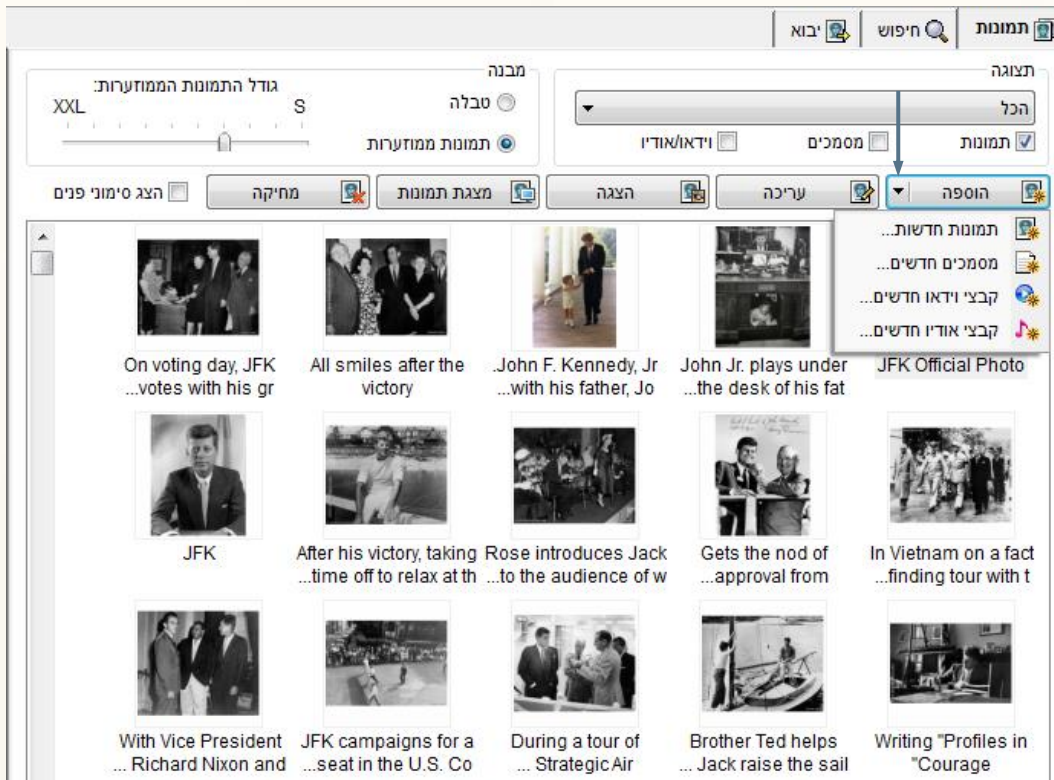 תמונות
חיפוש
יבוא
תצוגה
הכל
תמונות
מסמכים
וידאו/אודיו
מבנה
טבלה
תמונות ממוזערות
גודל התמונות הממוזערות:
XXL S
הוספה
עריכה
הצגה
מצגת תמונות
מחיקה
הצג סימוני פנים
תמונות חדשות...
מסמכים חדשים...
קבצי וידאו חדשים...
קבצי אודיו חדשים...
JFK Official Photo
John Jr. plays under
...the desk of his fat
.John F. Kennedy, Jr
...with his father, Jo
All smiles after the
victory
On voting day, JFK
...votes with his gr
In Vietnam on a fact
...finding tour with t
Gets the nod of
...approval from
Rose introduces Jack
...to the audience of w
After his victory, taking
...time off to relax at th
JFK
Writing "Profiles in
"Courage
Brother Ted helps
... Jack raise the sail
During a tour of
... Strategic Air
JFK campaigns for a
...seat in the U.S. Co
With Vice President
... Richard Nixon and